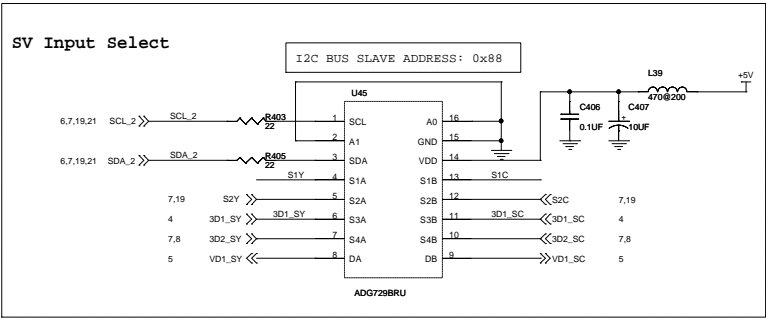 SV Input Select
I2C BUS SLAVE ADDRESS: 0x88
L39
+5V
470@200
U45
C406
C407
0.1UF
+
10UF
6,7,19,21 SCL_2 SCL_2 R403 1 SCL A0 16
22
2 A1 GND 15
6,7,19,21 SDA_2 SDA_2 R405 3 SDA VDD 14
22
S1Y 4 S1A S1B 13 S1C
7,19 S2Y 5 S2A S2B 12 S2C 7,19
4 3D1_SY 3D1_SY 6 S3A S3B 11 3D1_SC 3D1_SC 4
7,8 3D2_SY 7 S4A S4B 10 3D2_SC 7,8
5 VD1_SY 8 DA DB 9 VD1_SC 5
ADG729BRU